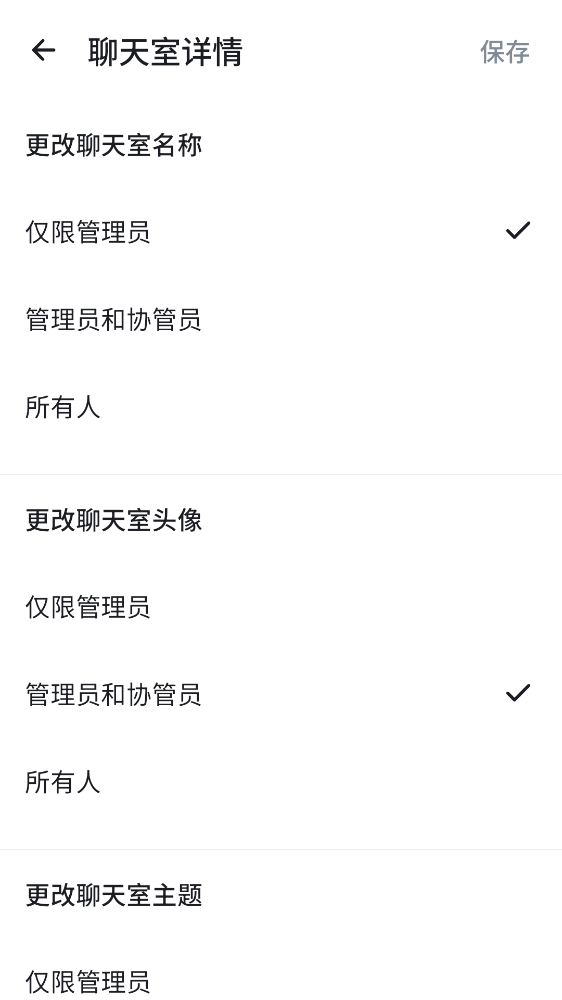 聊天室详情
保存
更改聊天室名称
仅限管理员
管理员和协管员
所有人
更改聊天室头像
仅限管理员
管理员和协管员
所有人
更改聊天室主题
仅限管理员